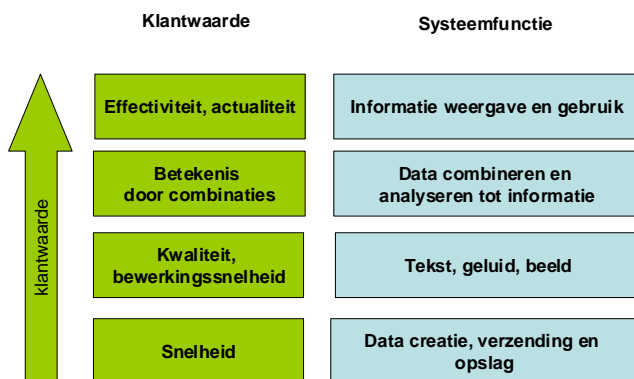 Klantwaarde
Systeemfunctie
Effectiviteit, actualiteit
Informatie weergave en gebruik
Betekenis
door combinaties
Data combineren en
analyseren tot informatie
Kwaliteit,
bewerkingssnelheid
Tekst, geluid, beeld
Snelheid
Data creatie, verzending en
opslag
klantwaarde